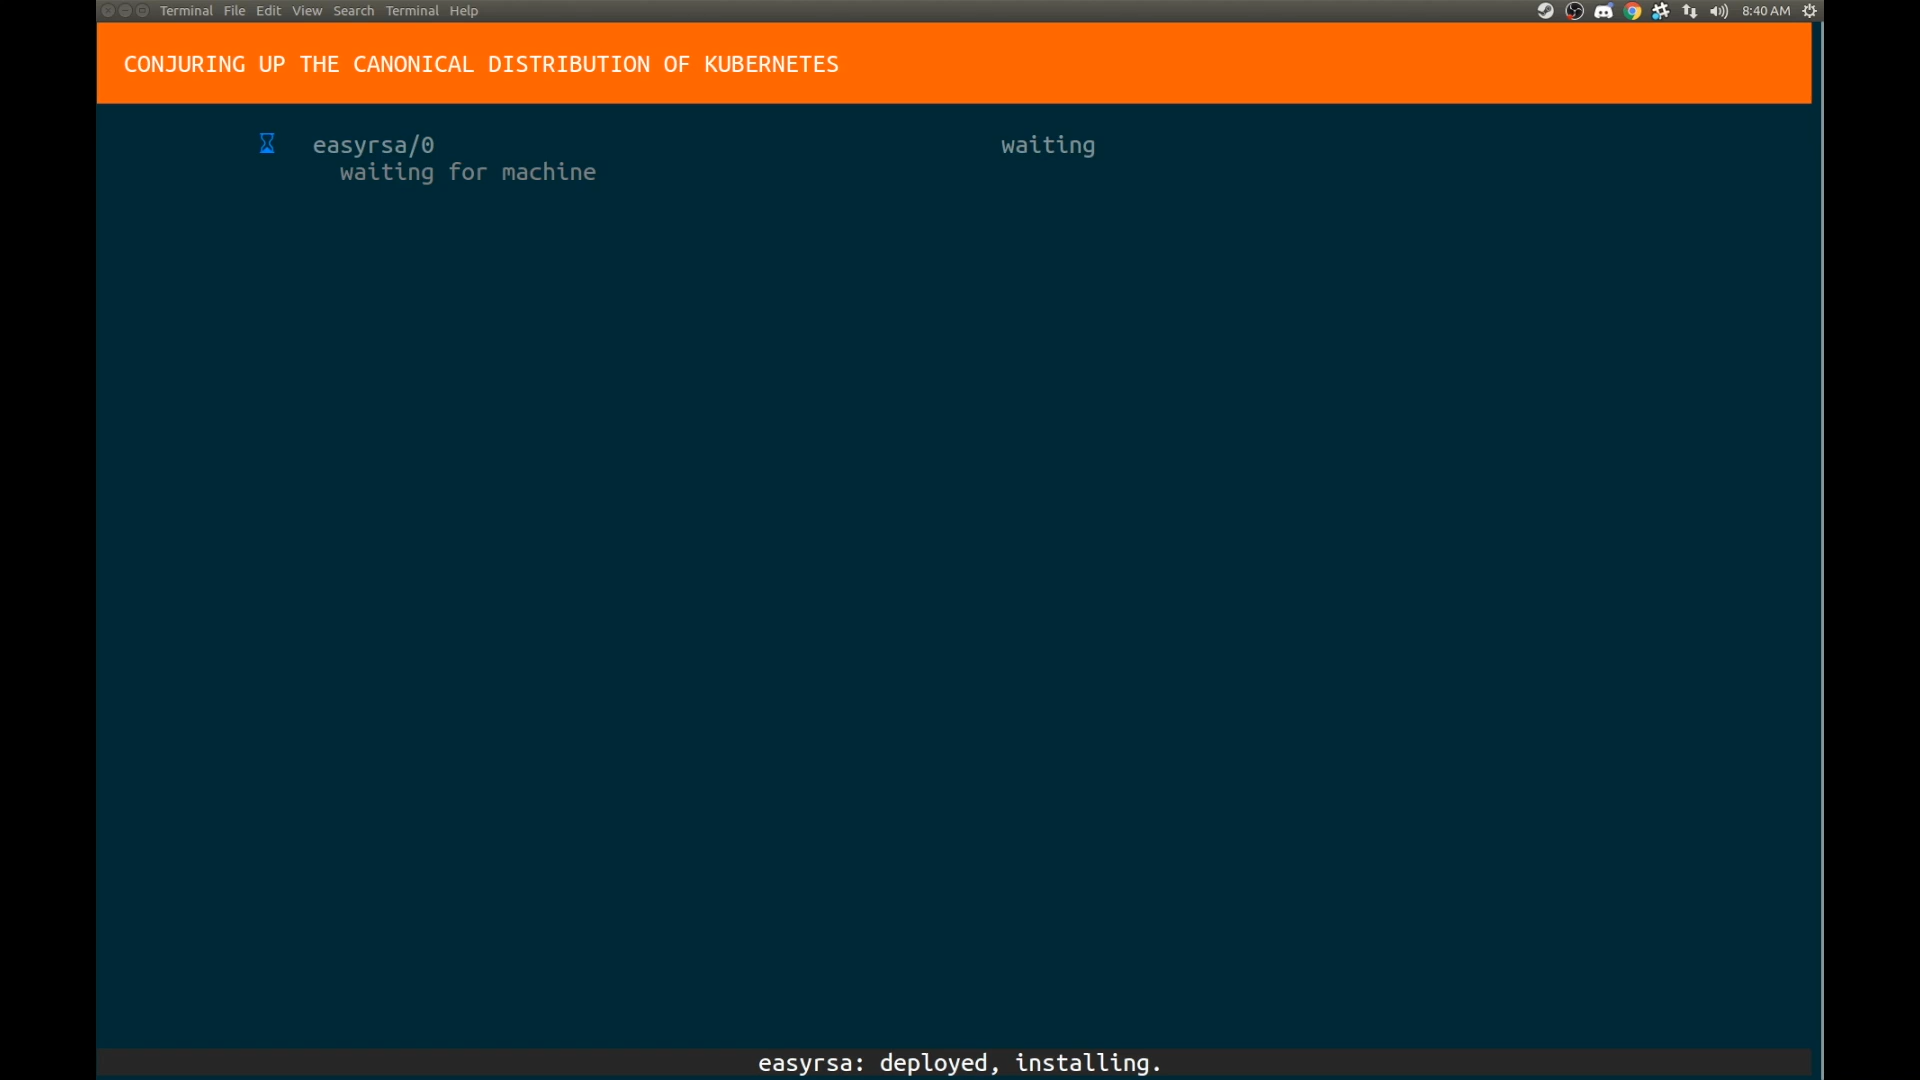 Terminal File Edit View Search Terminal Help 8:40 AM
CONJURING UP THE CANONICAL DISTRIBUTION OF KUBERNETES
easyrsa/0 waiting
waiting for machine
easyrsa: deployed, installing.